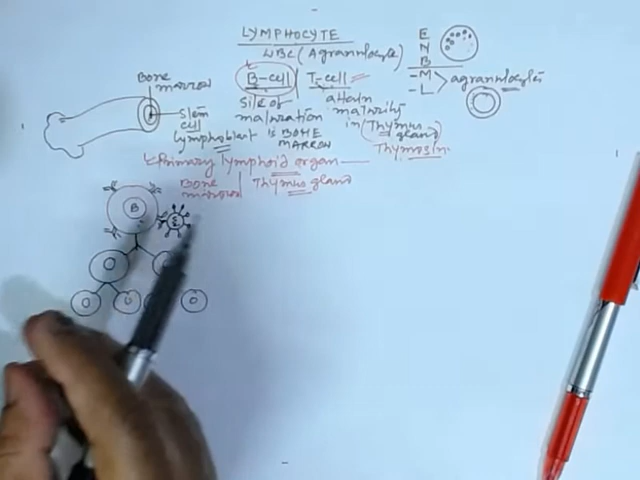 LYMPHOCYTE
WBC (Agranulocyte)
B-cell | T-cell
Site of maturation is BONE MARROW
attain maturity in (Thymus gland)
Thymosin
E
N
B
- M
- L
agranulocytes
Bone marrow
Stem cell
lymphoblast
Primary lymphoid organ
Bone marrow | Thymus gland
B